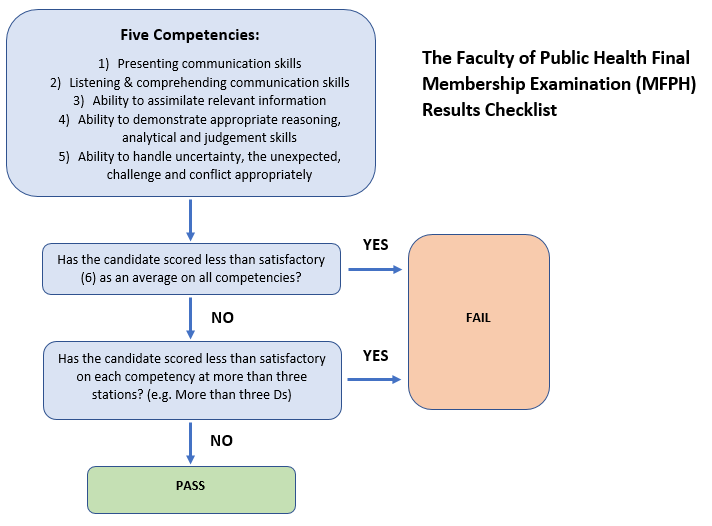 Five Competencies:
1) Presenting communication skills
2) Listening & comprehending communication skills
3) Ability to assimilate relevant information
4) Ability to demonstrate appropriate reasoning,
analytical and judgement skills
5) Ability to handle uncertainty, the unexpected,
challenge and conflict appropriately
The Faculty of Public Health Final
Membership Examination (MFPH)
Results Checklist
Has the candidate scored less than satisfactory
(6) as an average on all competencies?
YES
FAIL
NO
Has the candidate scored less than satisfactory
on each competency at more than three
stations? (e.g. More than three Ds)
YES
NO
PASS